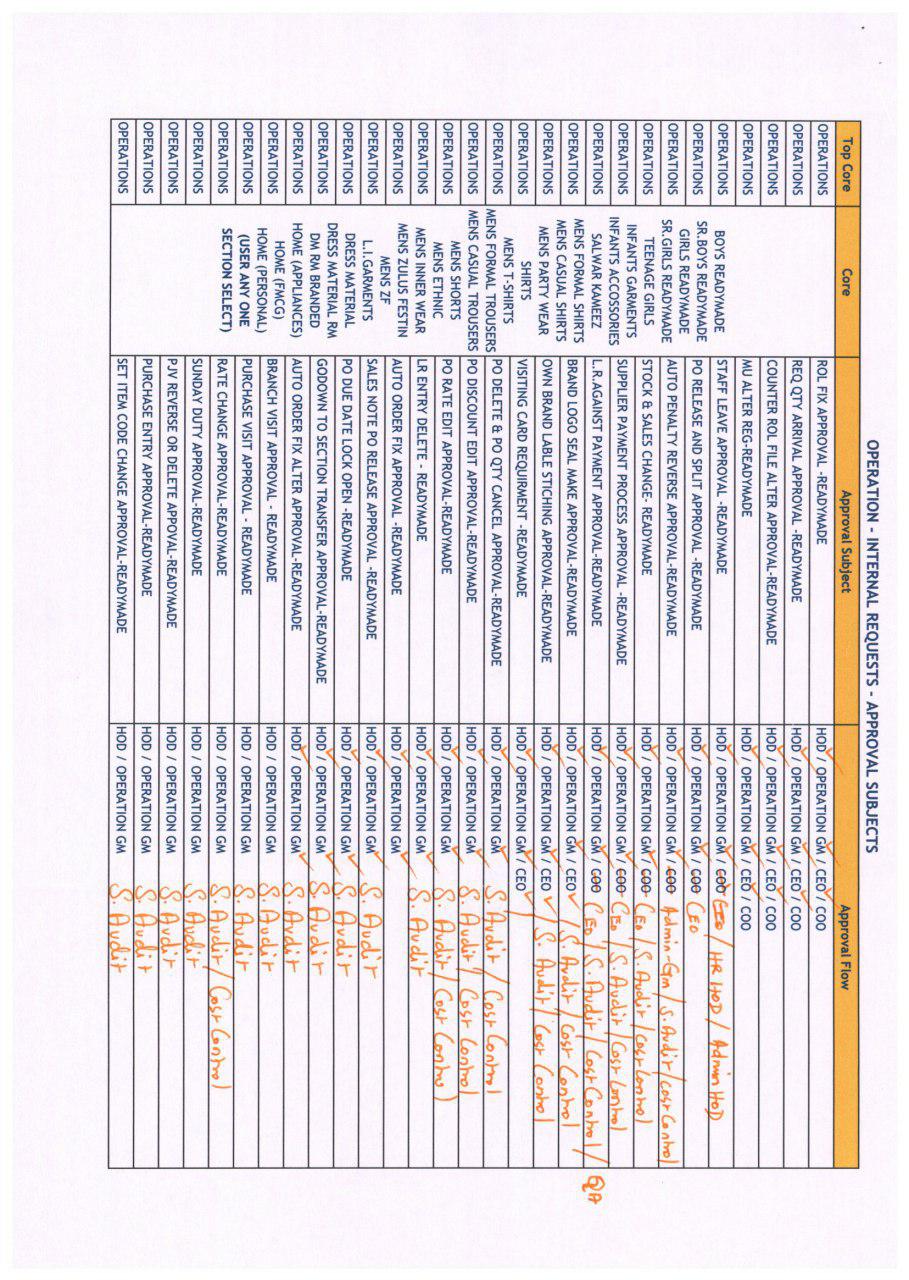 OPERATION - INTERNAL REQUESTS - APPROVAL SUBJECTS
Top Core Core Approval Subject Approval Flow
OPERATIONS ROL FIX APPROVAL -READYMADE HOD / OPERATION GM / CEO / COO
OPERATIONS REQ QTY ARRIVAL APPROVAL -READYMADE HOD / OPERATION GM / CEO / COO
OPERATIONS COUNTER ROL FILE ALTER APPROVAL-READYMADE HOD / OPERATION GM / CEO / COO
OPERATIONS MU ALTER REG-READYMADE HOD / OPERATION GM / CEO / COO
OPERATIONS STAFF LEAVE APPROVAL -READYMADE HOD / OPERATION GM / COO CEO / HR HOD / Admin HOD
OPERATIONS PO RELEASE AND SPLIT APPROVAL -READYMADE HOD / OPERATION GM / COO CEO
OPERATIONS AUTO PENALTY REVERSE APPROVAL-READYMADE HOD / OPERATION GM / COO Admin-Gm / S. Audit / Cost Control
OPERATIONS STOCK & SALES CHANGE- READYMADE HOD / OPERATION GM / COO CEO / S. Audit / Cost Control
OPERATIONS SUPPLIER PAYMENT PROCESS APPROVAL -READYMADE HOD / OPERATION GM / COO CEO / S. Audit / Cost Control
OPERATIONS L.R.AGAINST PAYMENT APPROVAL-READYMADE HOD / OPERATION GM / COO CEO / S. Audit / Cost Control / QA
OPERATIONS BRAND LOGO SEAL MAKE APPROVAL-READYMADE HOD / OPERATION GM / CEO / S. Audit / Cost Control
OPERATIONS OWN BRAND LABLE STICHING APPROVAL-READYMADE HOD / OPERATION GM / CEO / S. Audit / Cost Control
OPERATIONS VISITING CARD REQUIRMENT -READYMADE HOD / OPERATION GM / CEO /
OPERATIONS PO DELETE & PO QTY CANCEL APPROVAL-READYMADE HOD / OPERATION GM S. Audit / Cost Control
OPERATIONS PO DISCOUNT EDIT APPROVAL-READYMADE HOD / OPERATION GM S. Audit / Cost Control
OPERATIONS PO RATE EDIT APPROVAL-READYMADE HOD / OPERATION GM S. Audit / Cost Control
OPERATIONS LR ENTRY DELETE - READYMADE HOD / OPERATION GM S. Audit
OPERATIONS AUTO ORDER FIX APPROVAL -READYMADE HOD / OPERATION GM
OPERATIONS SALES NOTE PO RELEASE APPROVAL -READYMADE HOD / OPERATION GM S. Audit
OPERATIONS PO DUE DATE LOCK OPEN -READYMADE HOD / OPERATION GM S. Audit
OPERATIONS GODOWN TO SECTION TRANSFER APPROVAL-READYMADE HOD / OPERATION GM S. Audit
OPERATIONS AUTO ORDER FIX ALTER APPROVAL-READYMADE HOD / OPERATION GM S. Audit
OPERATIONS BRANCH VISIT APPROVAL - READYMADE HOD / OPERATION GM S. Audit
OPERATIONS PURCHASE VISIT APPROVAL - READYMADE HOD / OPERATION GM S. Audit
OPERATIONS RATE CHANGE APPROVAL-READYMADE HOD / OPERATION GM S. Audit / Cost Control
OPERATIONS SUNDAY DUTY APPROVAL-READYMADE HOD / OPERATION GM S. Audit
OPERATIONS PJV REVERSE OR DELETE APPOVAL-READYMADE HOD / OPERATION GM S. Audit
OPERATIONS PURCHASE ENTRY APPROVAL-READYMADE HOD / OPERATION GM S. Audit
OPERATIONS SET ITEM CODE CHANGE APPROVAL-READYMADE HOD / OPERATION GM S. Audit
BOYS READYMADE
SR.BOYS READYMADE
GIRLS READYMADE
SR.GIRLS READYMADE
TEENAGE GIRLS
INFANTS GARMENTS
INFANTS ACCOSSORIES
SALWAR KAMEEZ
MENS FORMAL SHIRTS
MENS CASUAL SHIRTS
MENS PARTY WEAR
SHIRTS
MENS T-SHIRTS
MENS FORMAL TROUSERS
MENS CASUAL TROUSERS
MENS SHORTS
MENS ETHNIC
MENS INNER WEAR
MENS ZULUS FESTIN
MENS ZF
L.I.GARMENTS
DRESS MATERIAL
DRESS MATERIAL RM
DM RM BRANDED
HOME (APPLIANCES)
HOME (FMCG)
HOME (PERSONAL)
(USER ANY ONE
SECTION SELECT)